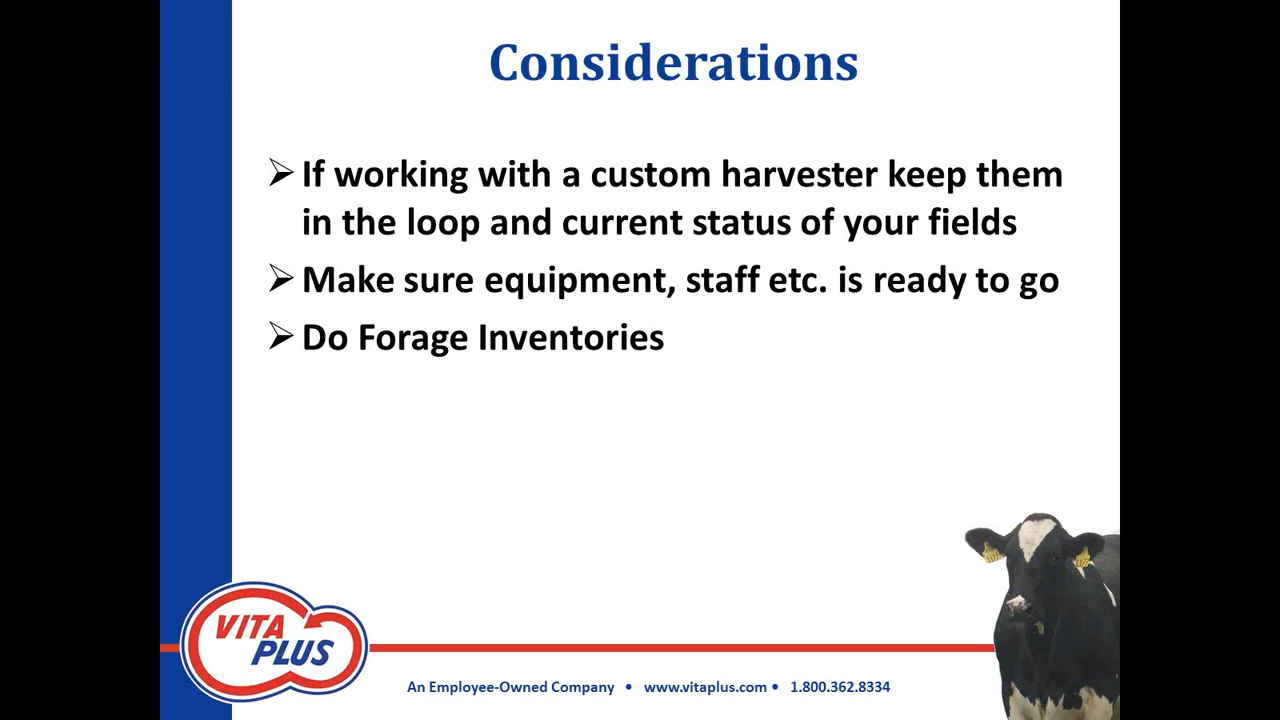 Considerations
➢ If working with a custom harvester keep them
in the loop and current status of your fields
➢ Make sure equipment, staff etc. is ready to go
➢ Do Forage Inventories
VITA
PLUS
An Employee-Owned Company • www.vitaplus.com • 1.800.362.8334